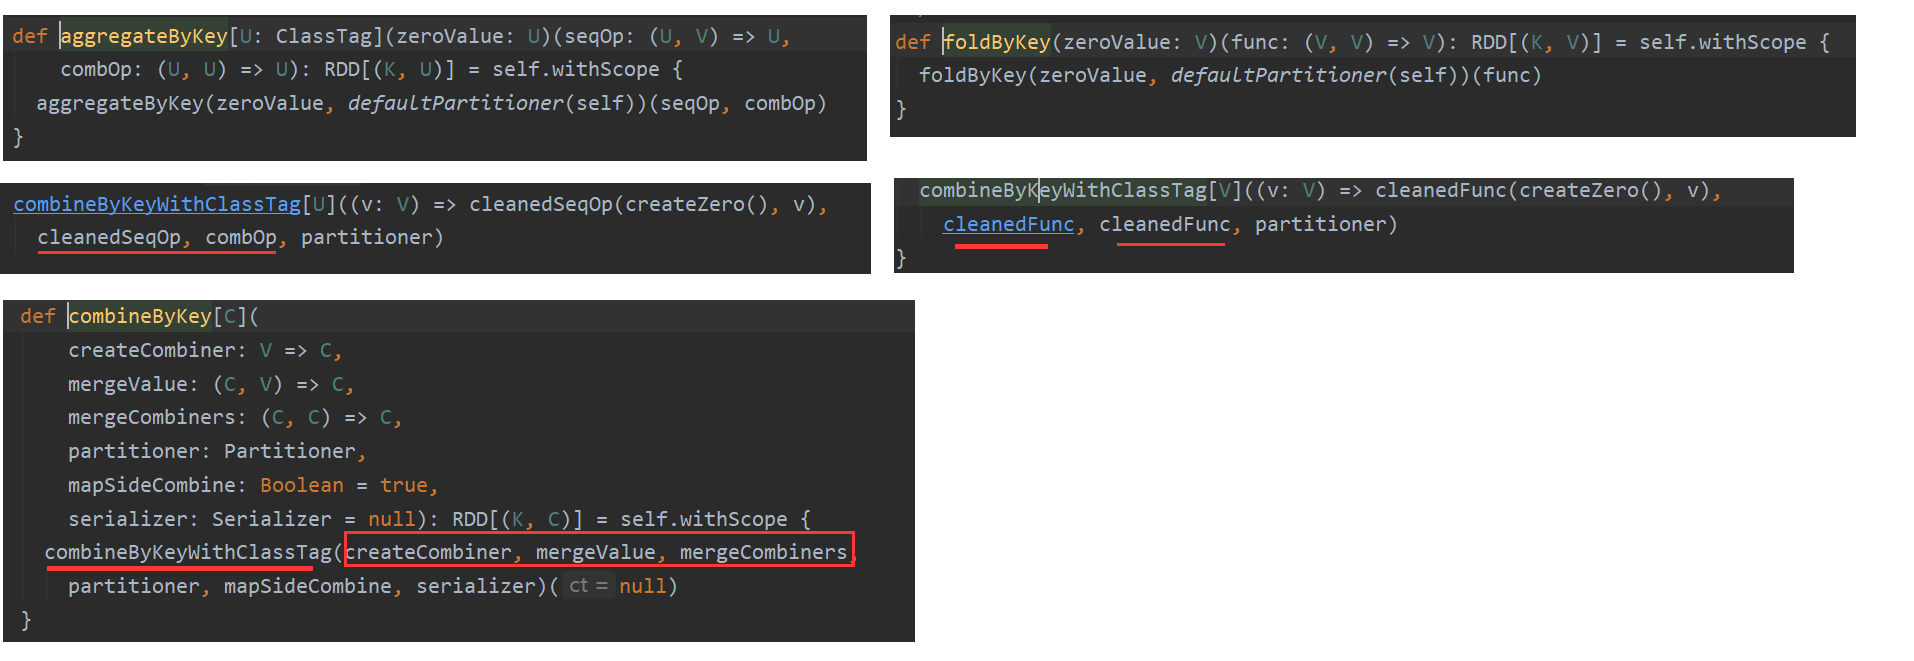 def aggregateByKey[U: ClassTag](zeroValue: U)(seqOp: (U, V) => U,
combOp: (U, U) => U): RDD[(K, U)] = self.withScope {
aggregateByKey(zeroValue, defaultPartitioner(self))(seqOp, combOp)
}
def foldByKey(zeroValue: V)(func: (V, V) => V): RDD[(K, V)] = self.withScope {
foldByKey(zeroValue, defaultPartitioner(self))(func)
}
combineByKeyWithClassTag[U]((v: V) => cleanedSeqOp(createZero(), v),
cleanedSeqOp, combOp, partitioner)
combineByKeyWithClassTag[V]((v: V) => cleanedFunc(createZero(), v),
cleanedFunc, cleanedFunc, partitioner)
}
def combineByKey[C](
createCombiner: V => C,
mergeValue: (C, V) => C,
mergeCombiners: (C, C) => C,
partitioner: Partitioner,
mapSideCombine: Boolean = true,
serializer: Serializer = null): RDD[(K, C)] = self.withScope {
combineByKeyWithClassTag(createCombiner, mergeValue, mergeCombiners,
partitioner, mapSideCombine, serializer)( ct = null)
}